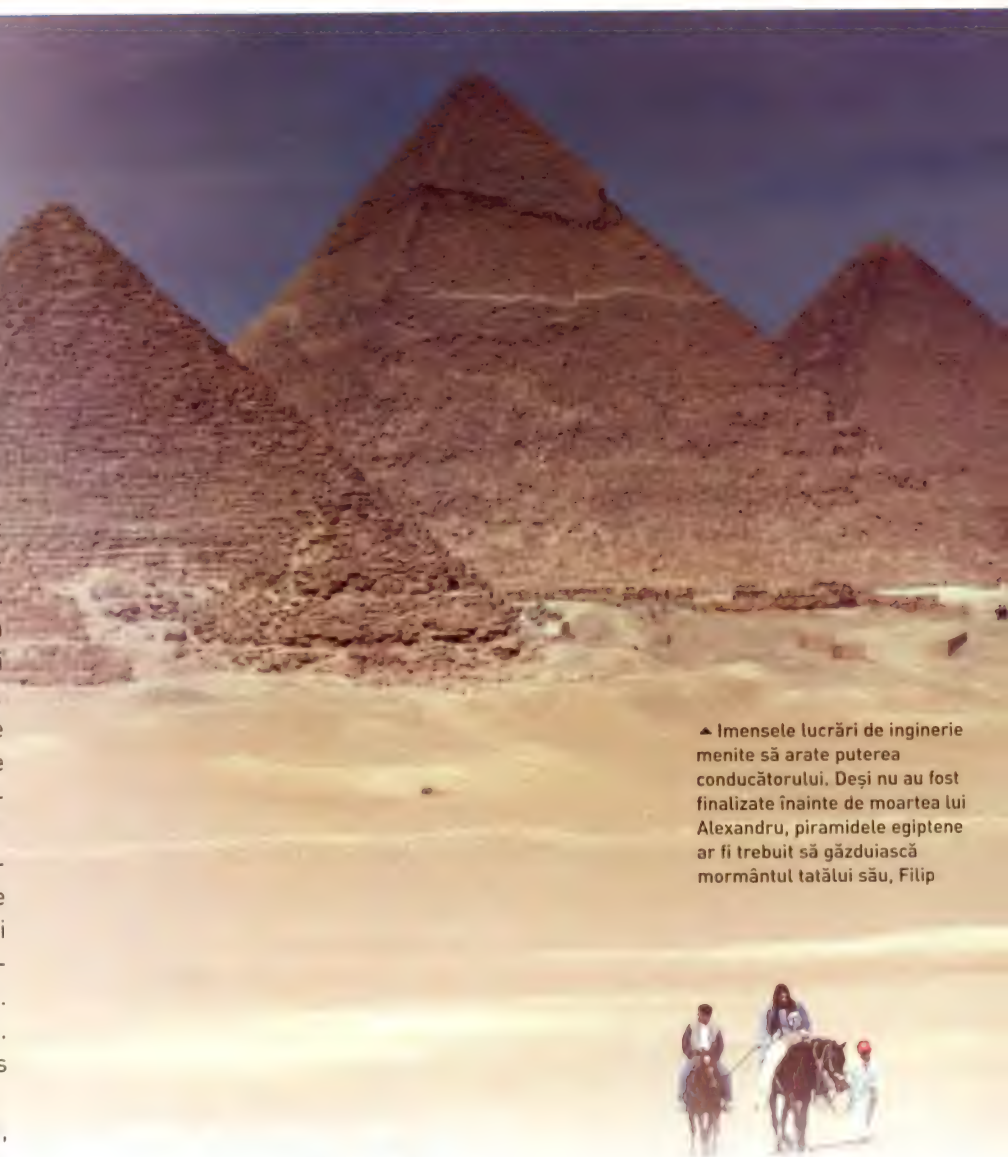 ▲ Imensele lucrări de inginerie
menite să arate puterea
conducătorului. Deși nu au fost
finalizate înainte de moartea lui
Alexandru, piramidele egiptene
ar fi trebuit să găzduiască
mormântul tatălui său, Filip
e
e
-
-
e
i
-
.
.
s
,